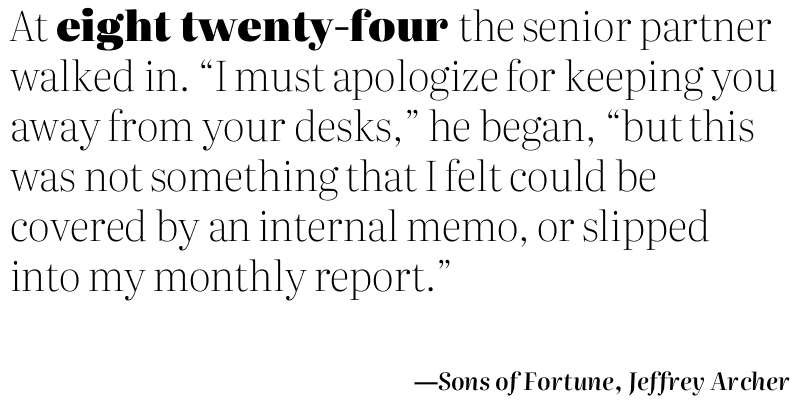 At eight twenty-four the senior partner
walked in. “I must apologize for keeping you
away from your desks,” he began, “but this
was not something that I felt could be
covered by an internal memo, or slipped
into my monthly report.”
—Sons of Fortune, Jeffrey Archer